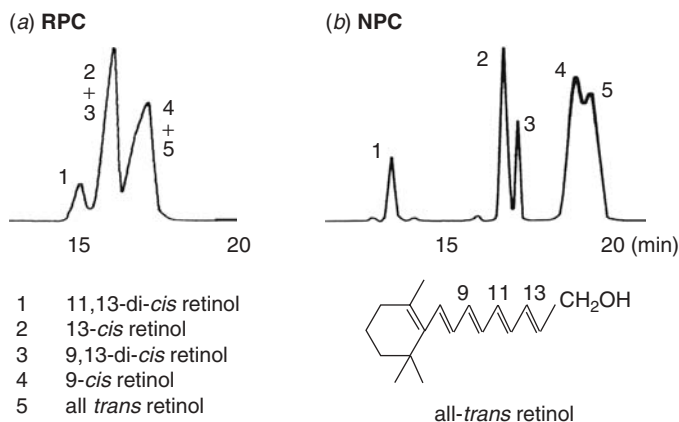 (a) RPC
2
+
3
4
+
5
1
15
20
(b) NPC
2
4
5
3
1
15
20 (min)
1 11,13-di-cis retinol
2 13-cis retinol
3 9,13-di-cis retinol
4 9-cis retinol
5 all trans retinol
9 11 13
CH₂OH
all-trans retinol